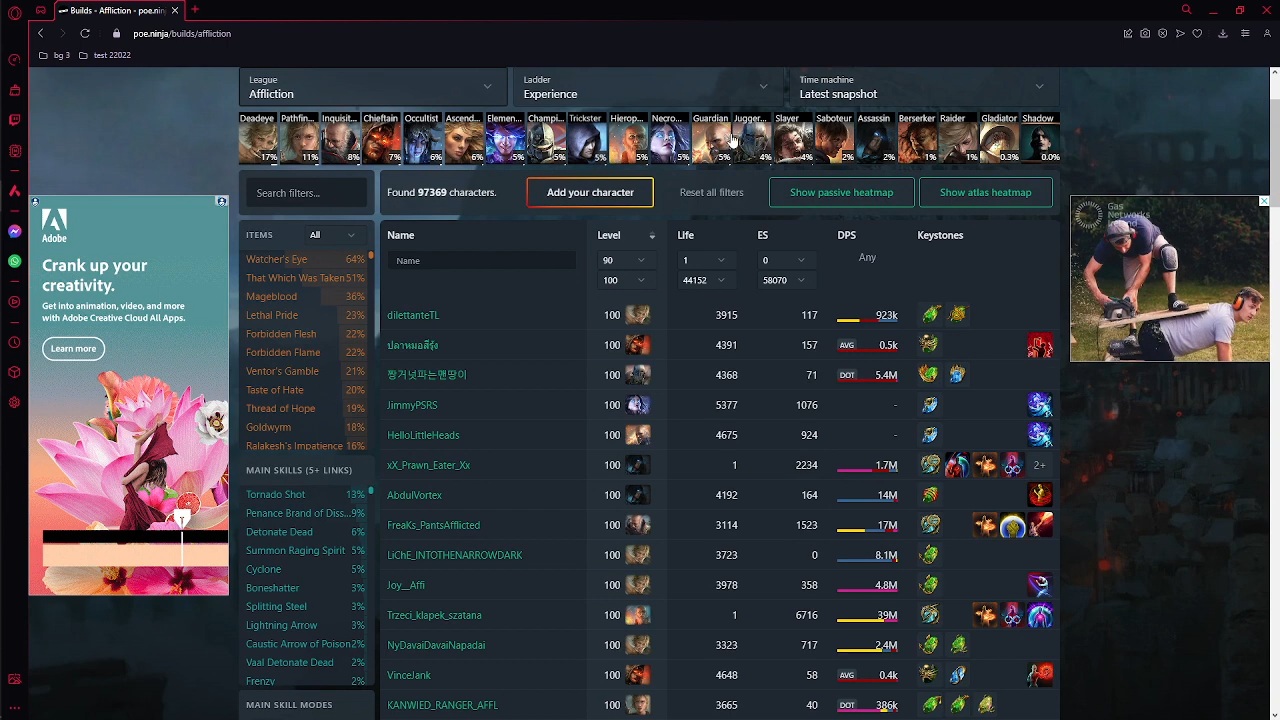 Builds - Affliction - poe.nin
poe.ninja/builds/affliction
bg 3
test 22022
League
Affliction
Ladder
Experience
Time machine
Latest snapshot
Deadeye Pathfin... Inquisit... Chieftain Occultist Ascend... Elemen... Champi... Trickster Hierop... Necro... Guardian Jugger... Slayer Saboteur Assassin Berserker Raider Gladiator Shadow
17% 11% 8% 7% 6% 6% 5% 5% 5% 5% 5% 5% 4% 4% 2% 2% 1% 1% 0.3% 0.0%
Search filters...
Found 97369 characters.
Add your character
Reset all filters
Show passive heatmap
Show atlas heatmap
ITEMS All
Watcher's Eye 64%
That Which Was Taken 51%
Mageblood 36%
Lethal Pride 23%
Forbidden Flesh 22%
Forbidden Flame 22%
Ventor's Gamble 21%
Taste of Hate 20%
Thread of Hope 19%
Goldwyrm 18%
Ralakesh's Impatience 16%
MAIN SKILLS (5+ LINKS)
Tornado Shot 13%
Penance Brand of Diss... 9%
Detonate Dead 6%
Summon Raging Spirit 5%
Cyclone 5%
Boneshatter 3%
Splitting Steel 3%
Lightning Arrow 3%
Caustic Arrow of Poison 2%
Vaal Detonate Dead 2%
Frenzy 2%
MAIN SKILL MODES
Name Level Life ES DPS Keystones
Name 90 1 0 Any
100 44152 58070
dilettanteTL 100 3915 117 923k
ปลาหมอสีรุ้ง 100 4391 157 AVG 0.5k
짱겨넛파는맨땅이 100 4368 71 DOT 5.4M
JimmyPSRS 100 5377 1076 -
HelloLittleHeads 100 4675 924 -
xX_Prawn_Eater_Xx 100 1 2234 1.7M 2+
AbdulVortex 100 4192 164 14M
FreaKs_PantsAfflicted 100 3114 1523 17M
LiChE_INTOTHENARROWDARK 100 3723 0 8.1M
Joy__Affi 100 3978 358 4.8M
Trzeci_klapek_szatana 100 1 6716 39M
NyDavaiDavaiNapadai 100 3323 717 2.4M
VinceJank 100 4648 58 AVG 0.4k
KANWIED_RANGER_AFFL 100 3665 40 DOT 386k
Adobe
Crank up your
creativity.
Get into animation, video, and more
with Adobe Creative Cloud All Apps.
Learn more
Gas
Networks